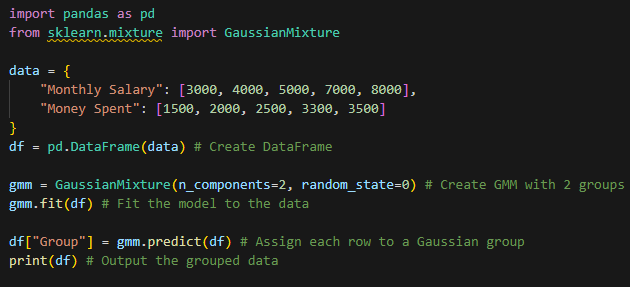 import pandas as pd
from sklearn.mixture import GaussianMixture
data = {
"Monthly Salary": [3000, 4000, 5000, 7000, 8000],
"Money Spent": [1500, 2000, 2500, 3300, 3500]
}
df = pd.DataFrame(data) # Create DataFrame
gmm = GaussianMixture(n_components=2, random_state=0) # Create GMM with 2 groups
gmm.fit(df) # Fit the model to the data
df["Group"] = gmm.predict(df) # Assign each row to a Gaussian group
print(df) # Output the grouped data